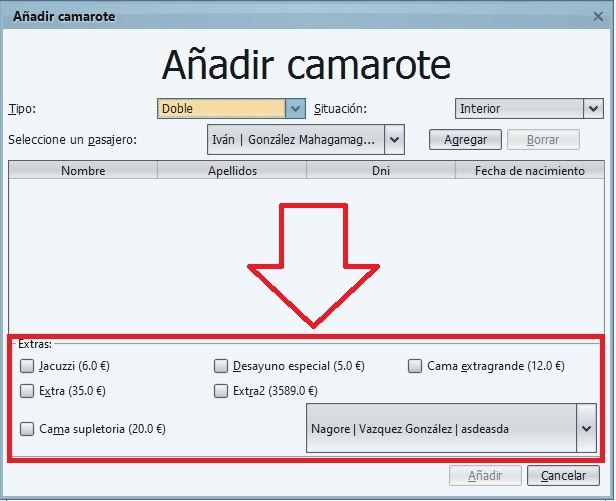 Añadir camarote
Añadir camarote
Tipo: Doble Situación: Interior
Seleccione un pasajero: Iván | González Mahagamag... Agregar Borrar
Nombre Apellidos Dni Fecha de nacimiento
Extras:
Jacuzzi (6.0 €) Desayuno especial (5.0 €) Cama extragrande (12.0 €)
Extra (35.0 €) Extra2 (3589.0 €)
Cama supletoria (20.0 €) Nagore | Vazquez González | asdeasda
Añadir Cancelar